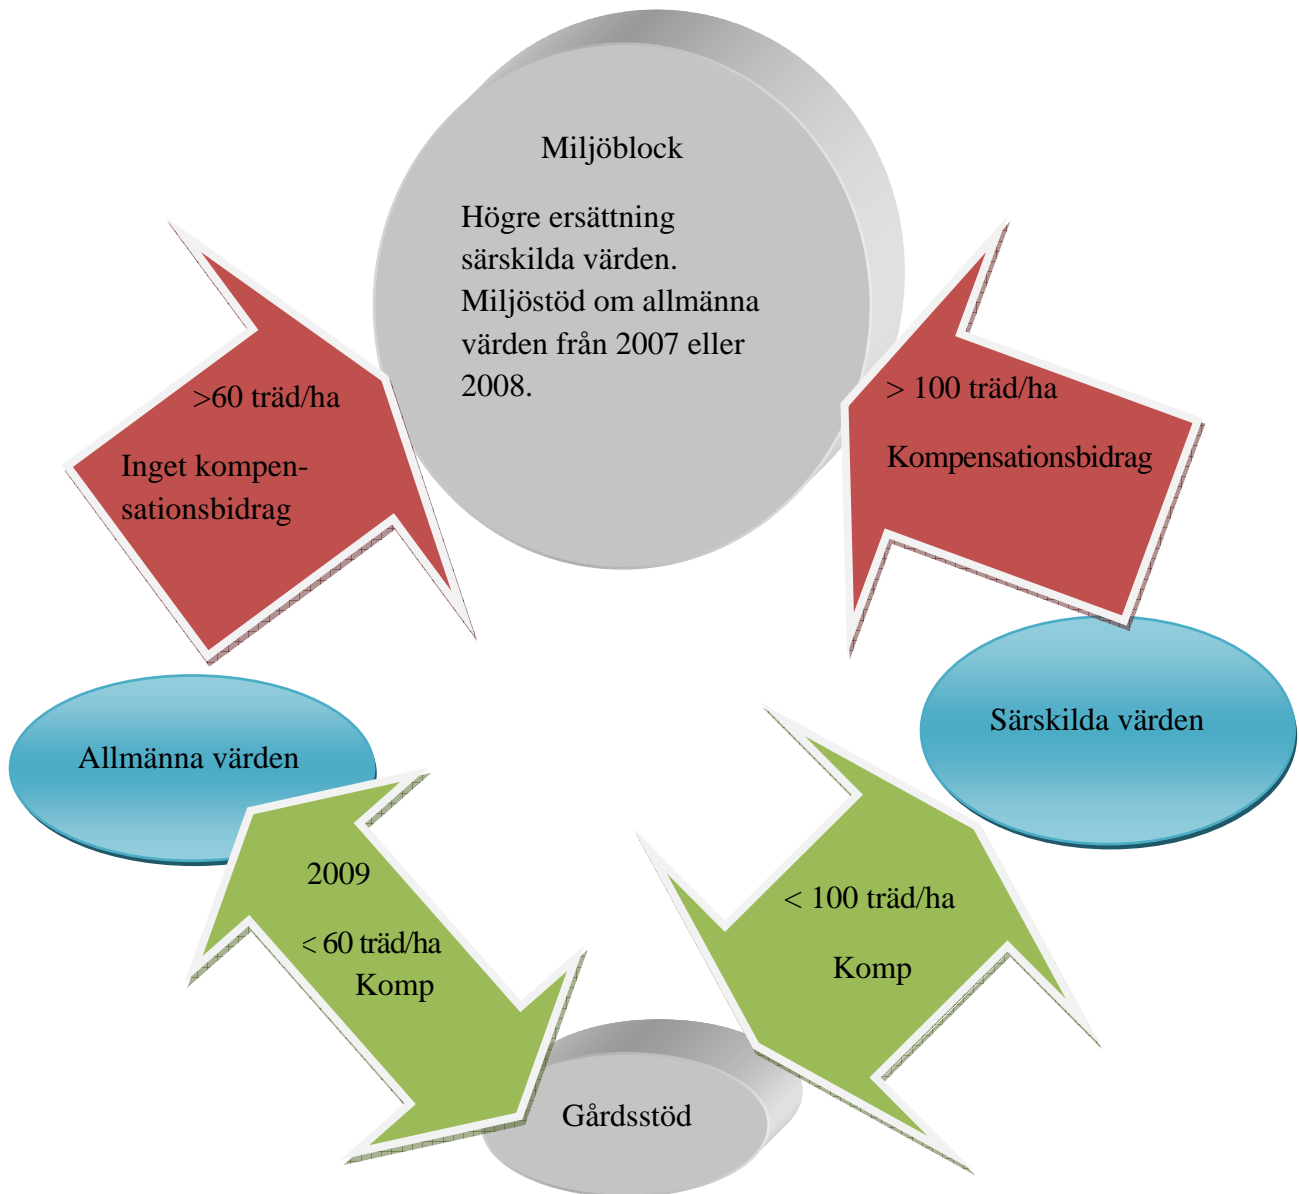 Miljöblock
Högre ersättning
särskilda värden.
Miljöstöd om allmänna
värden från 2007 eller
2008.
>60 träd/ha
Inget kompen-
sationsbidrag
> 100 träd/ha
Kompensationsbidrag
Allmänna värden
Särskilda värden
2009
< 60 träd/ha
Komp
< 100 träd/ha
Komp
Gårdsstöd